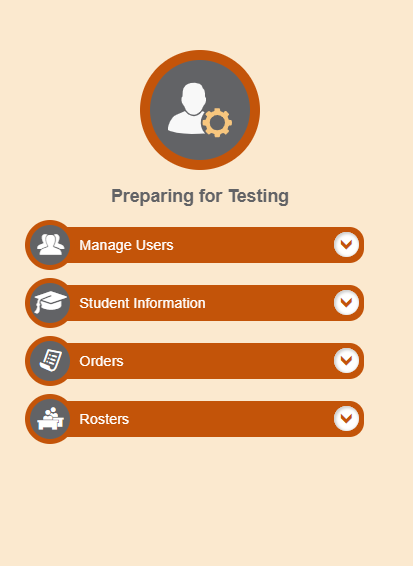 Preparing for Testing
Manage Users
Student Information
Orders
Rosters